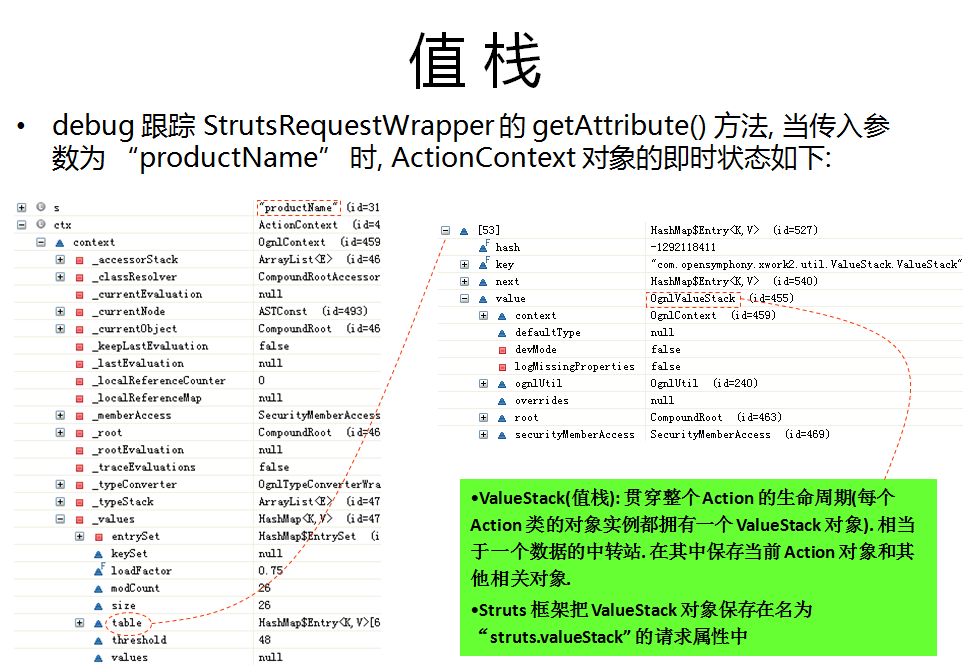 值 栈
• debug 跟踪 StrutsRequestWrapper 的 getAttribute() 方法, 当传入参
数为 “productName” 时, ActionContext 对象的即时状态如下:
s "productName" (id=31
ctx ActionContext (id=4
context OgnlContext (id=459
_accessorStack ArrayList<E> (id=46
_classResolver CompoundRootAccessor
_currentEvaluation null
_currentNode ASTConst (id=493)
_currentObject CompoundRoot (id=46
_keepLastEvaluation false
_lastEvaluation null
_localReferenceCounter 0
_localReferenceMap null
_memberAccess SecurityMemberAccess
_root CompoundRoot (id=46
_rootEvaluation null
_traceEvaluations false
_typeConverter OgnlTypeConverterWra
_typeStack ArrayList<E> (id=47
_values HashMap<K,V> (id=47
entrySet HashMap$EntrySet (i
keySet null
loadFactor 0.75
modCount 26
size 26
table HashMap$Entry<K,V>[6
threshold 48
values null
[53] HashMap$Entry<K,V> (id=527)
hash -1292118411
key "com.opensymphony.xwork2.util.ValueStack.ValueStack"
next HashMap$Entry<K,V> (id=540)
value OgnlValueStack (id=455)
context OgnlContext (id=459)
defaultType null
devMode false
logMissingProperties false
ognlUtil OgnlUtil (id=240)
overrides null
root CompoundRoot (id=463)
securityMemberAccess SecurityMemberAccess (id=469)
•ValueStack(值栈): 贯穿整个 Action 的生命周期(每个
Action 类的对象实例都拥有一个 ValueStack 对象). 相当
于一个数据的中转站. 在其中保存当前 Action 对象和其
他相关对象.
•Struts 框架把 ValueStack 对象保存在名为
“struts.valueStack” 的请求属性中